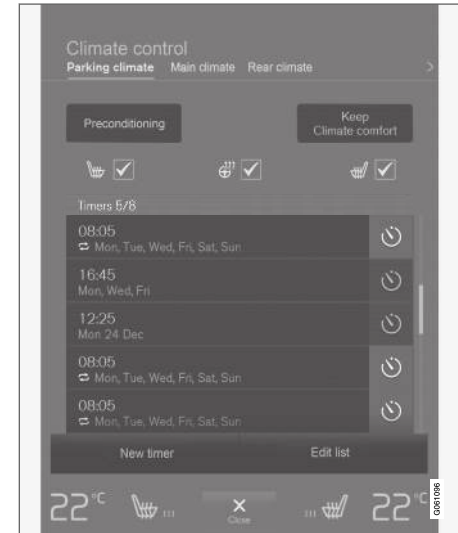 Climate control
Parking climate Main climate Rear climate
Preconditioning
Keep
Climate comfort
Timers 5/8
08:05
Mon, Tue, Wed, Fri, Sat, Sun
16:45
Mon, Wed, Fri
12:25
Mon 24 Dec
08:05
Mon, Tue, Wed, Fri, Sat, Sun
08:05
Mon, Tue, Wed, Fri, Sat, Sun
New timer Edit list
22°C 22°C
Close
G061096